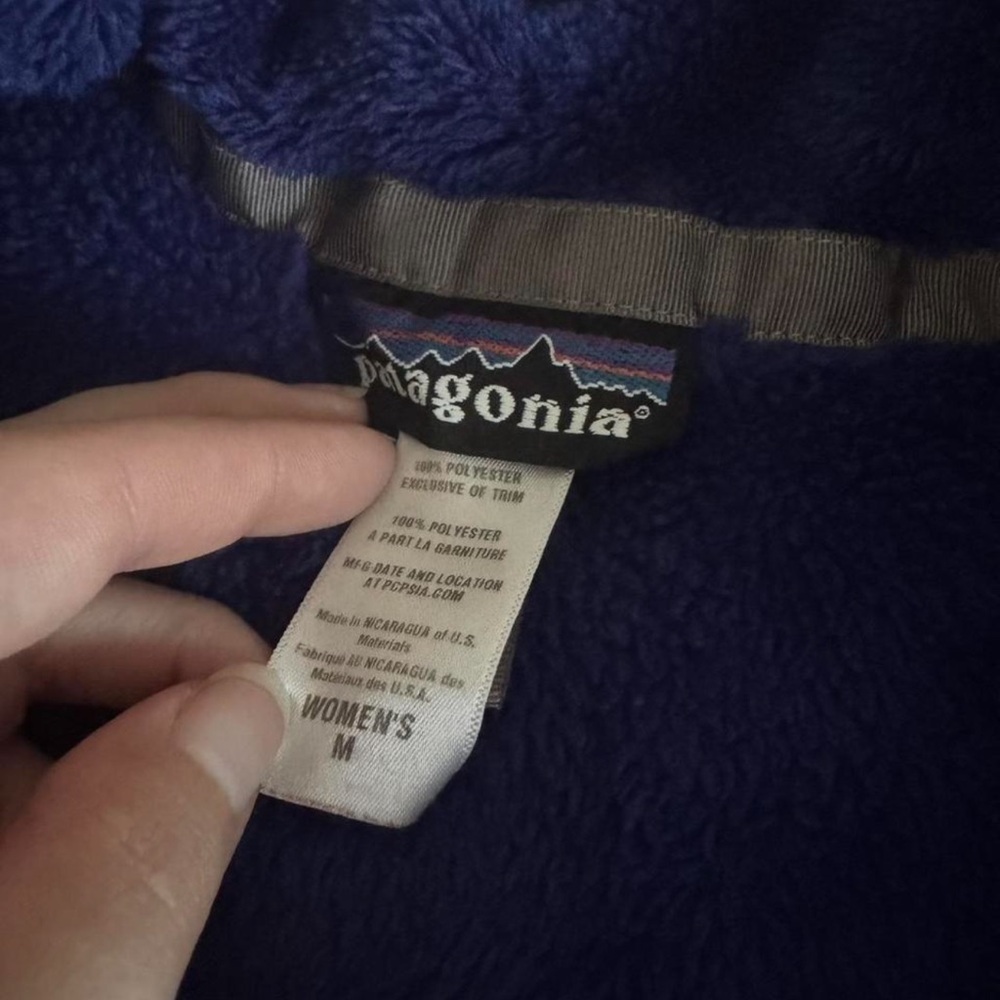 patagonia®
100% POLYESTER
EXCLUSIVE OF TRIM
100% POLYESTER
A PART LA GARNITURE
MFG DATE AND LOCATION
AT PCPSIA.COM
Made in NICARAGUA of U.S.
Materials
Fabriqué AU NICARAGUA des
Matériaux des U.S.A.
WOMEN'S
M